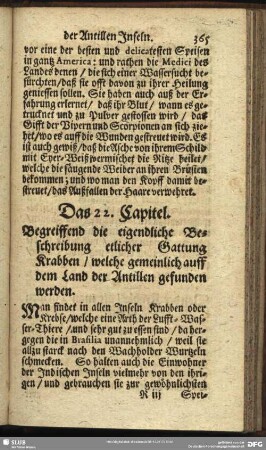 der Antillen Inseln. 365
vor eine der besten und delicatesten Speisen
in gantz America: und rathen die Medici des
Landes denen / die sich einer Wassersucht be-
fürchten/daß sie offt davon zu ihrer Heilung
geniessen sollen. Sie haben auch auß der Er-
fahrung erlernet/ daß ihr Blut/ wann es ge-
trucknet und zu Pulver gestossen wird / das
Gifft der Vipern und Scorpionen an sich zie-
het/wo es auff die Wunden gestreuet wird. Es
ist auch gewiß/daß die Asche von ihrem Schild-
mit Eyer-Weiß vermischet die Ritze heilet/
welche die säugende Weiber an ihren Brüsten
bekommen; und wo man den Kopff damit be-
streuet/das Außfallen der Haare verwehret.
Das 22. Capitel.
Begreiffend die eigendliche Be-
schreibung etlicher Gattung
Krabben / welche gemeinlich auff
dem Land der Antillen gefunden
werden.
Man findet in allen Inseln Krabben oder
Krebse/welche eine Arth der Lufft-Was-
ser-Thiere / und sehr gut zu essen sind / da her-
gegen die in Brasilia unannehmlich / weil sie
allzu starck nach den Wachholder Wurtzeln
schmecken. So halten auch die Einwohner
der Indischen Inseln vielmehr von den ihri-
gen / und gebrauchen sie zur gewöhnlichsten
R iij Spei-
SLUB